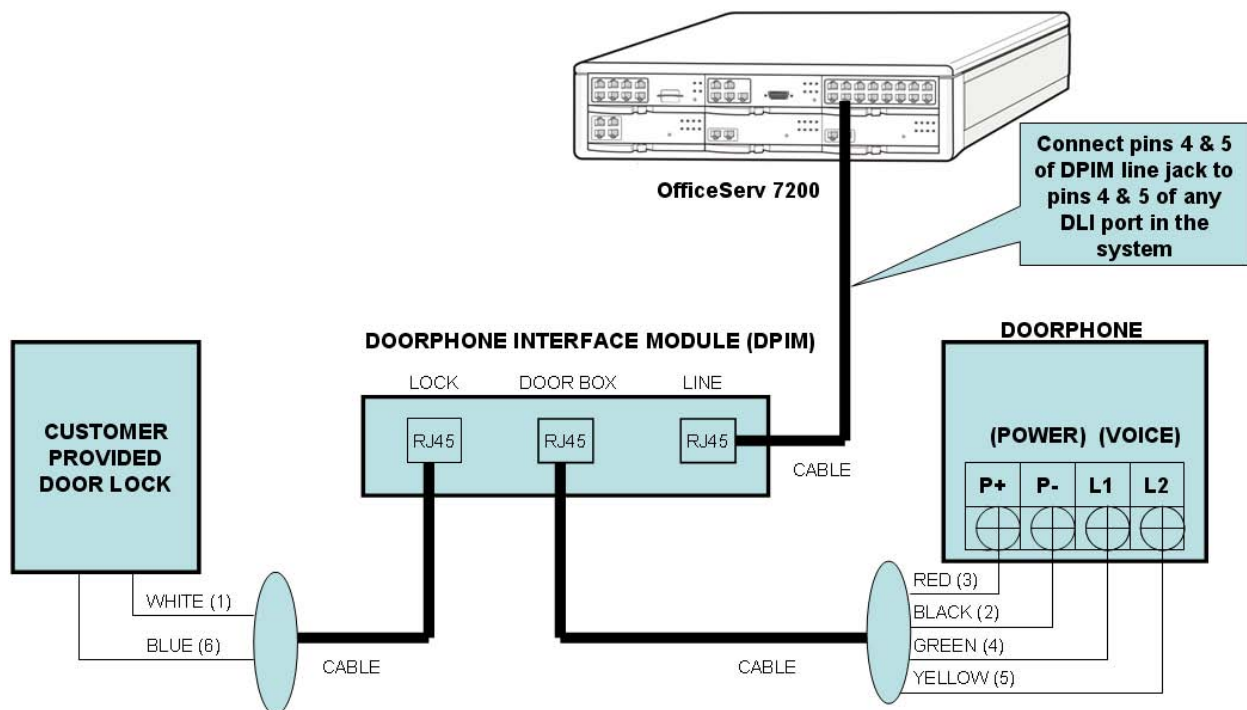 OfficeServ 7200
Connect pins 4 & 5
of DPIM line jack to
pins 4 & 5 of any
DLI port in the
system
DOORPHONE INTERFACE MODULE (DPIM)
LOCK
DOOR BOX
LINE
RJ45
RJ45
RJ45
CABLE
CUSTOMER
PROVIDED
DOOR LOCK
WHITE (1)
BLUE (6)
CABLE
CABLE
DOORPHONE
(POWER) (VOICE)
P+ P- L1 L2
RED (3)
BLACK (2)
GREEN (4)
YELLOW (5)